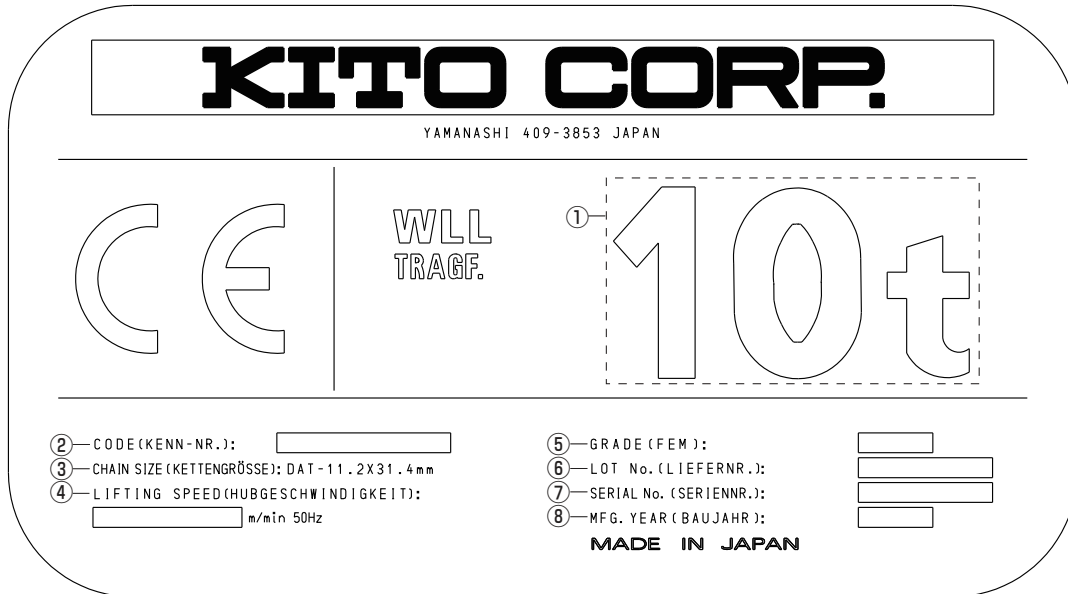 KITO CORP.
YAMANASHI 409-3853 JAPAN
CE
WLL
TRAGF.
① 10t
② CODE(KENN-NR.):
③ CHAIN SIZE(KETTENGRÖSSE): DAT-11.2X31.4mm
④ LIFTING SPEED(HUBGESCHWINDIGKEIT):
m/min 50Hz
⑤ GRADE(FEM):
⑥ LOT No.(LIEFERNR.):
⑦ SERIAL No.(SERIENNR.):
⑧ MFG.YEAR(BAUJAHR):
MADE IN JAPAN